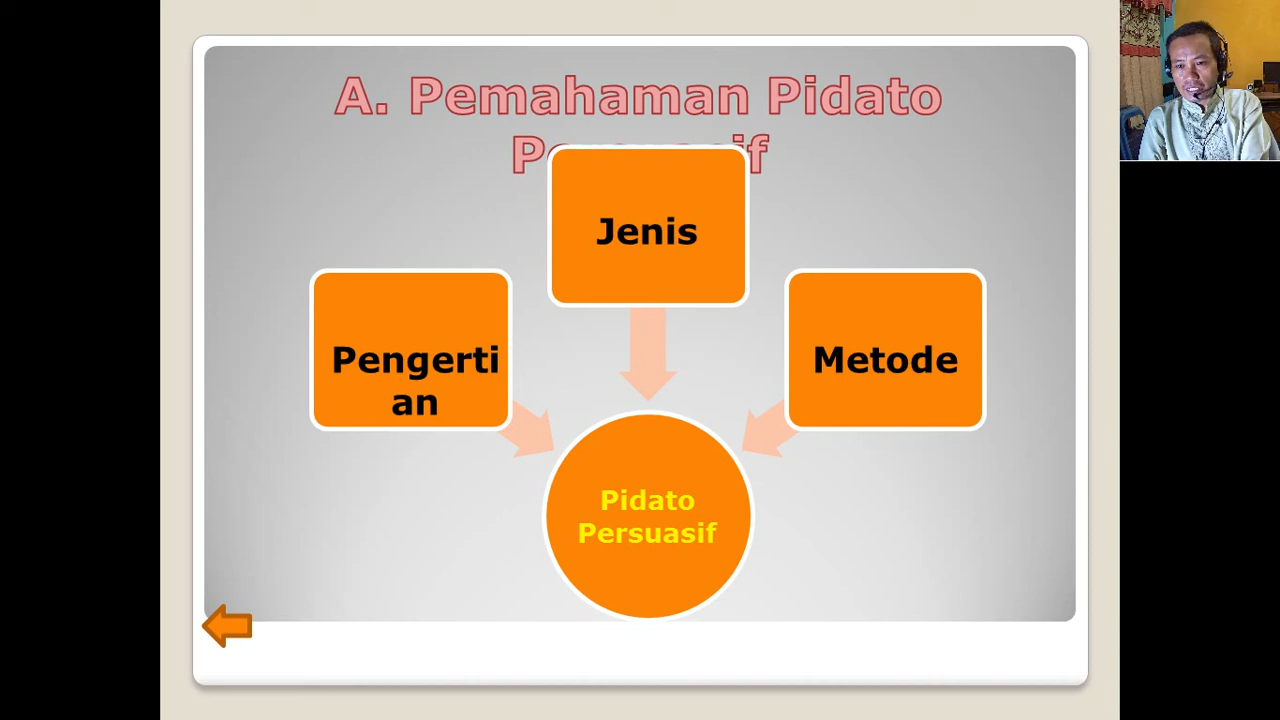 A. Pemahaman Pidato
Jenis
Pengerti
an
Metode
Pidato
Persuasif